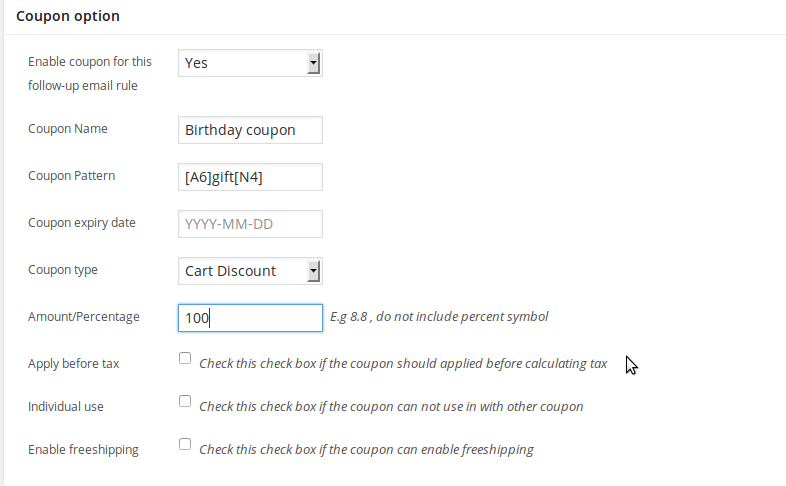 Coupon option
Enable coupon for this
follow-up email rule
Yes
Coupon Name
Birthday coupon
Coupon Pattern
[A6]gift[N4]
Coupon expiry date
YYYY-MM-DD
Coupon type
Cart Discount
Amount/Percentage
100
E.g 8.8 , do not include percent symbol
Apply before tax
Check this check box if the coupon should applied before calculating tax
Individual use
Check this check box if the coupon can not use in with other coupon
Enable freeshipping
Check this check box if the coupon can enable freeshipping